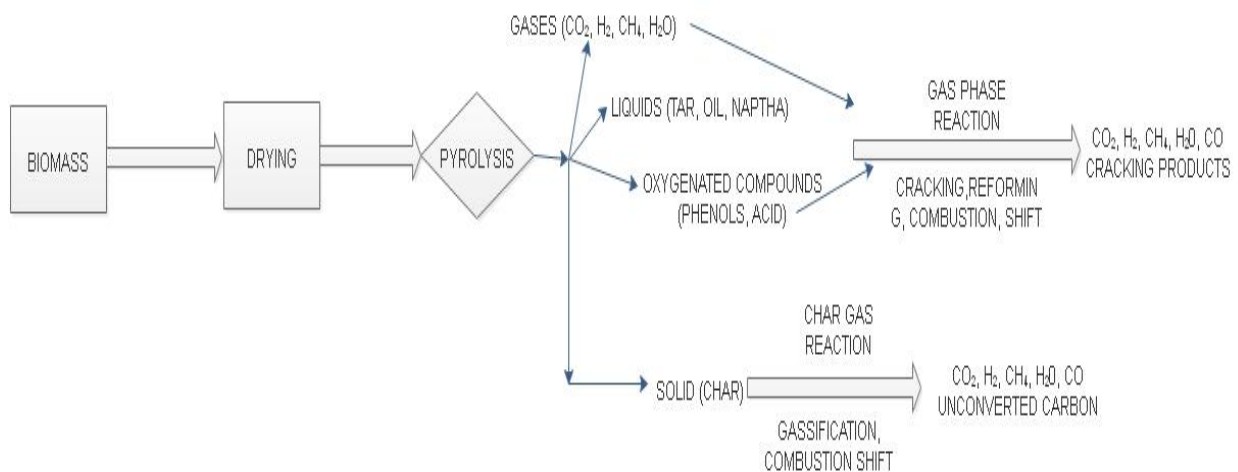 BIOMASS
DRYING
PYROLYSIS
GASES (CO₂, H₂, CH₄, H₂O)
LIQUIDS (TAR, OIL, NAPTHA)
OXYGENATED COMPOUNDS
(PHENOLS, ACID)
GAS PHASE
REACTION
CRACKING,REFORMIN
G, COMBUSTION, SHIFT
CO₂, H₂, CH₄, H₂O, CO
CRACKING PRODUCTS
SOLID (CHAR)
CHAR GAS
REACTION
GASSIFICATION,
COMBUSTION SHIFT
CO₂, H₂, CH₄, H₂O, CO
UNCONVERTED CARBON